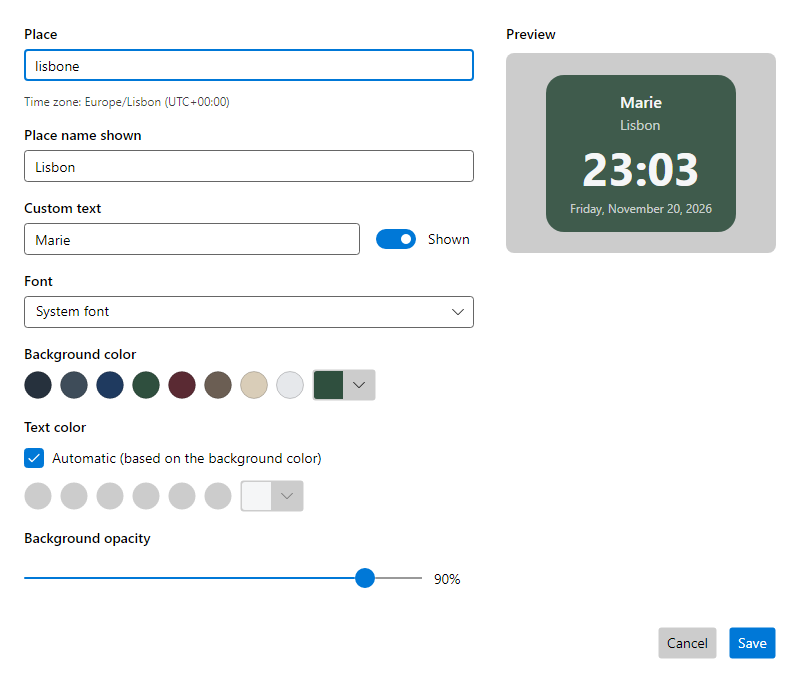 Place
lisbone
Time zone: Europe/Lisbon (UTC+00:00)
Place name shown
Lisbon
Custom text
Marie
Shown
Font
System font
Background color
Text color
Automatic (based on the background color)
Background opacity
90%
Preview
Marie
Lisbon
23:03
Friday, November 20, 2026
Cancel
Save